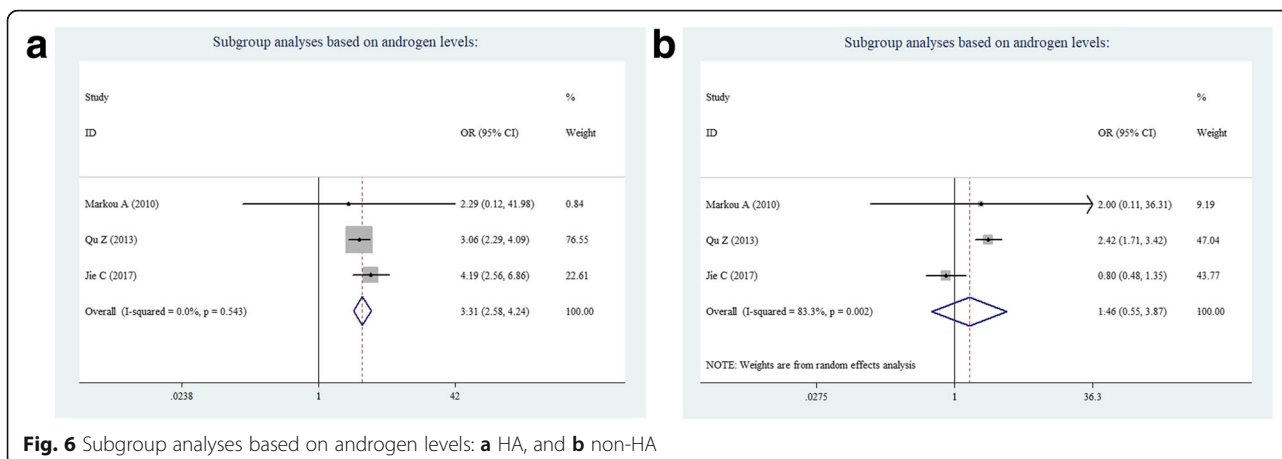 a
Subgroup analyses based on androgen levels:
Study %
ID OR (95% CI) Weight
Markou A (2010) 2.29 (0.12, 41.98) 0.84
Qu Z (2013) 3.06 (2.29, 4.09) 76.55
Jie C (2017) 4.19 (2.56, 6.86) 22.61
Overall (I-squared = 0.0%, p = 0.543) 3.31 (2.58, 4.24) 100.00
.0238 1 42
b
Subgroup analyses based on androgen levels:
Study %
ID OR (95% CI) Weight
Markou A (2010) 2.00 (0.11, 36.31) 9.19
Qu Z (2013) 2.42 (1.71, 3.42) 47.04
Jie C (2017) 0.80 (0.48, 1.35) 43.77
Overall (I-squared = 83.3%, p = 0.002) 1.46 (0.55, 3.87) 100.00
NOTE: Weights are from random effects analysis
.0275 1 36.3
Fig. 6 Subgroup analyses based on androgen levels: a HA, and b non-HA